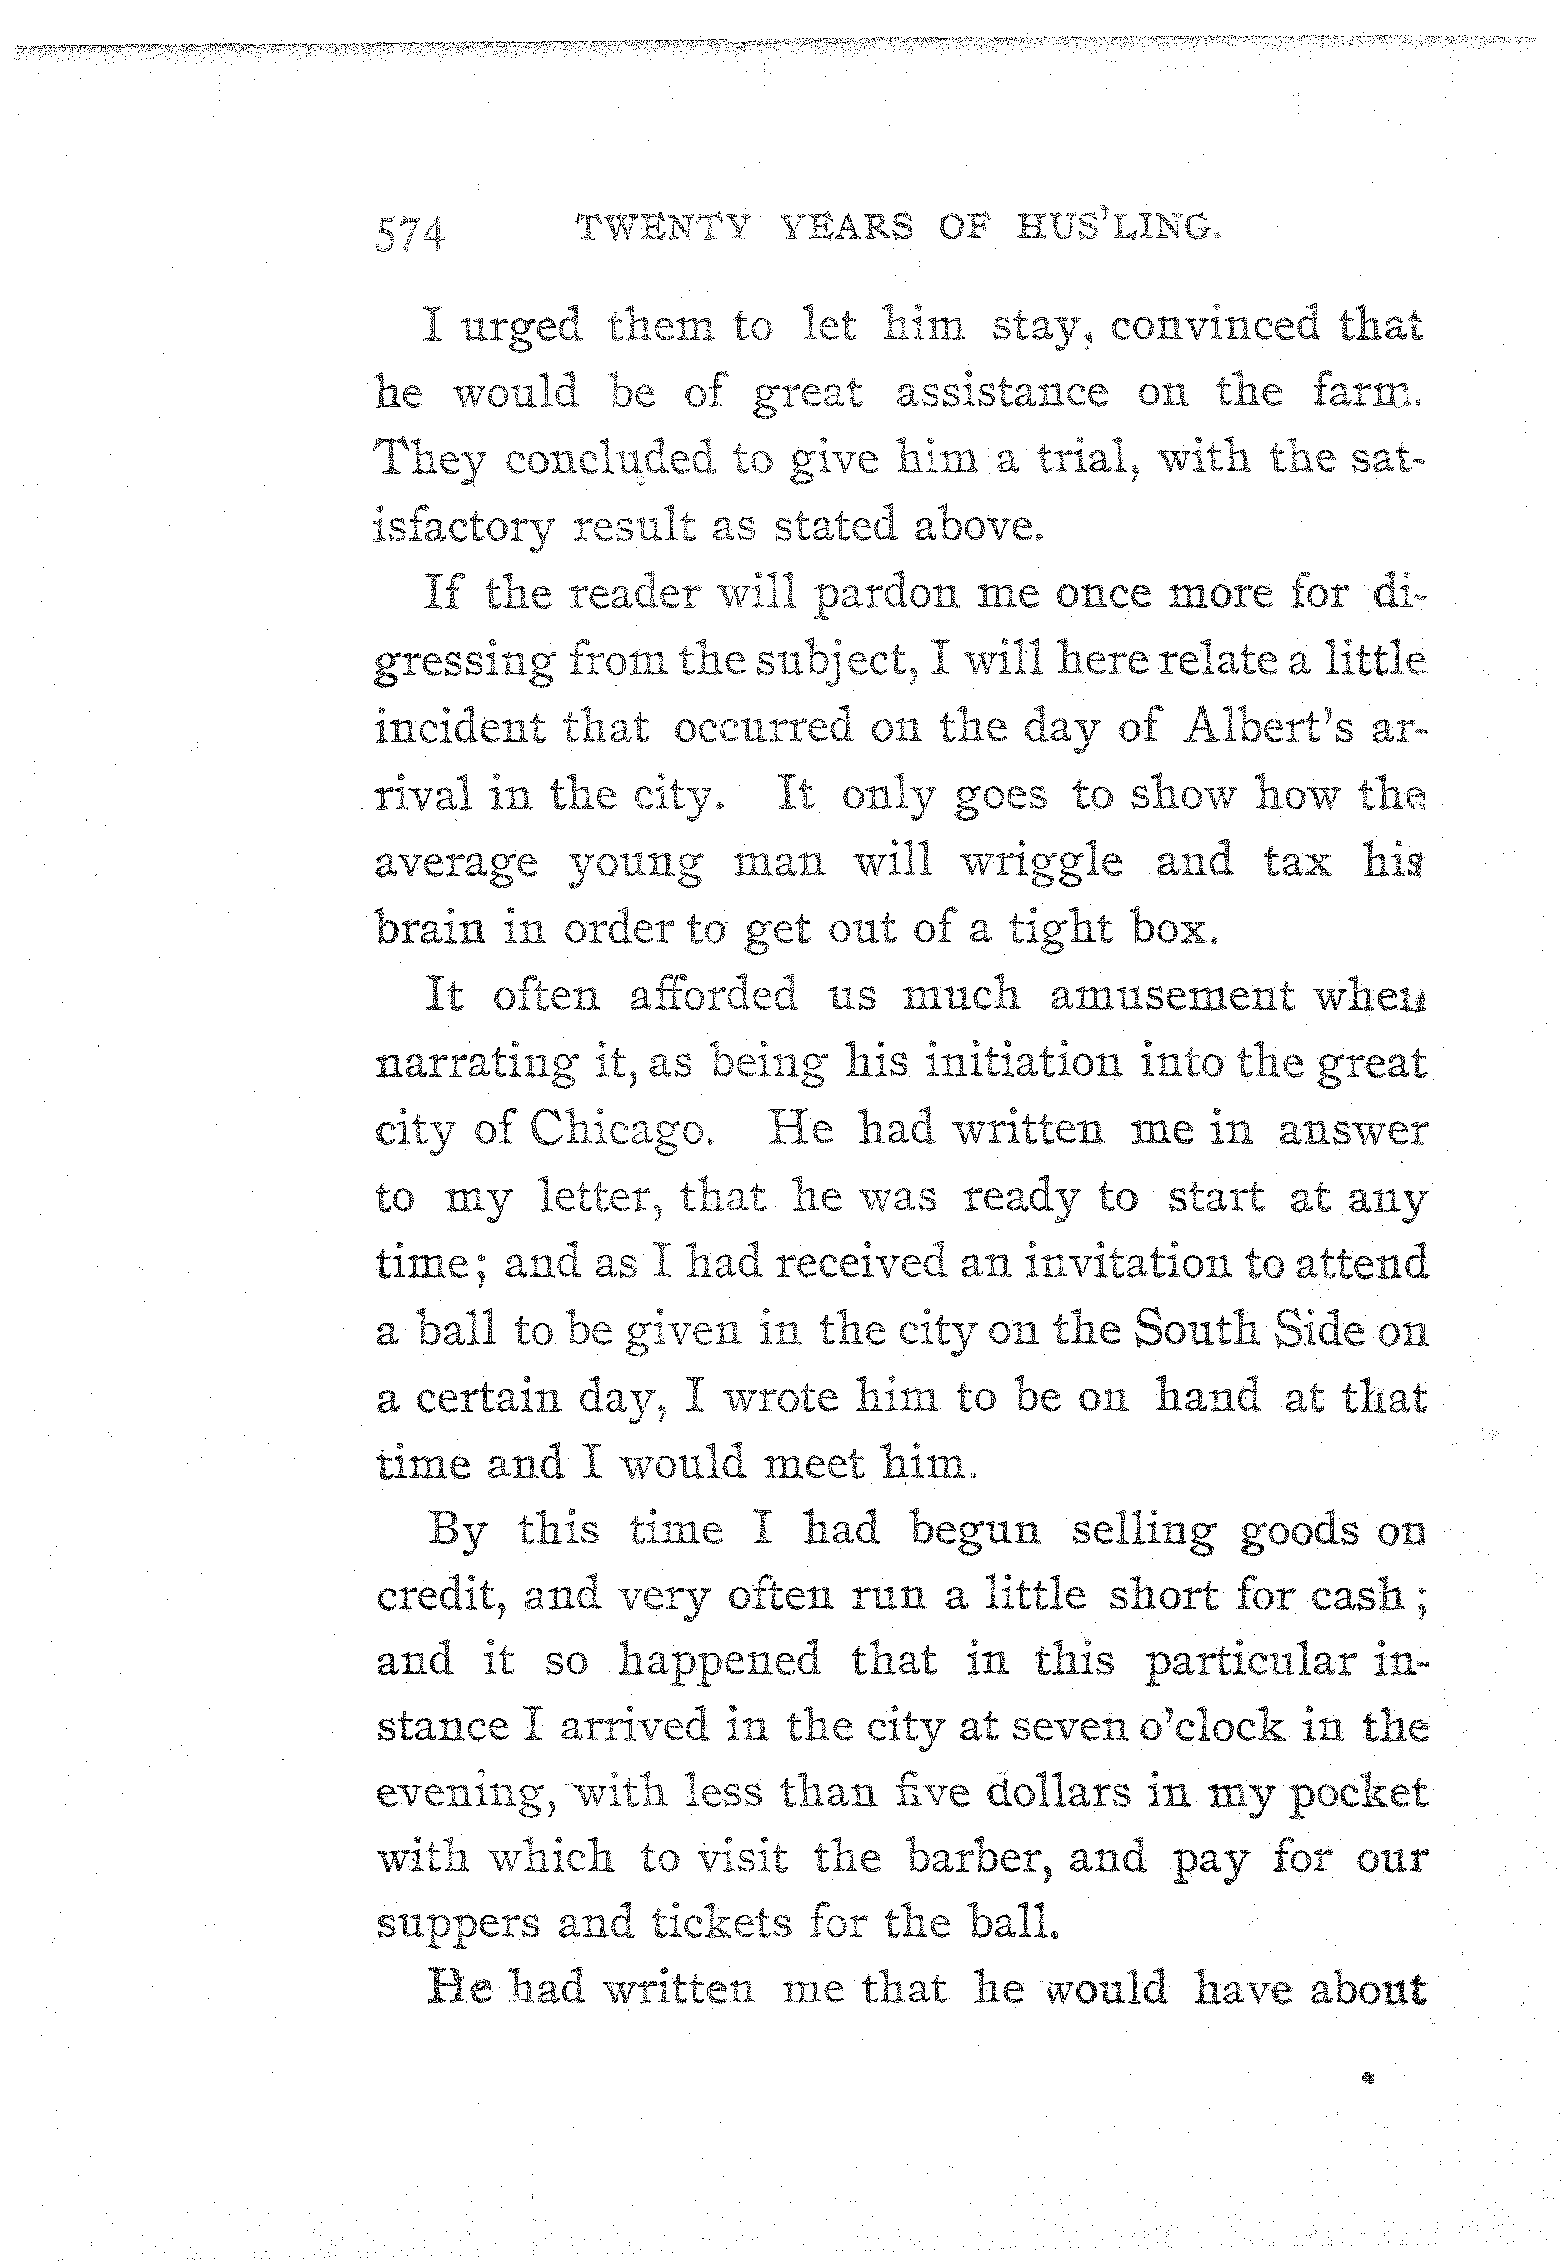 574 TWENTY YEARS OF HUS'LING.
I urged them to let him stay, convinced that
he would be of great assistance on the farm.
They concluded to give him a trial, with the sat-
isfactory result as stated above.
If the reader will pardon me once more for di-
gressing from the subject, I will here relate a little
incident that occurred on the day of Albert's ar-
rival in the city. It only goes to show how the
average young man will wriggle and tax his
brain in order to get out of a tight box.
It often afforded us much amusement when
narrating it, as being his initiation into the great
city of Chicago. He had written me in answer
to my letter, that he was ready to start at any
time; and as I had received an invitation to attend
a ball to be given in the city on the South Side on
a certain day, I wrote him to be on hand at that
time and I would meet him.
By this time I had begun selling goods on
credit, and very often run a little short for cash;
and it so happened that in this particular in-
stance I arrived in the city at seven o'clock in the
evening, with less than five dollars in my pocket
with which to visit the barber, and pay for our
suppers and tickets for the ball.
He had written me that he would have about